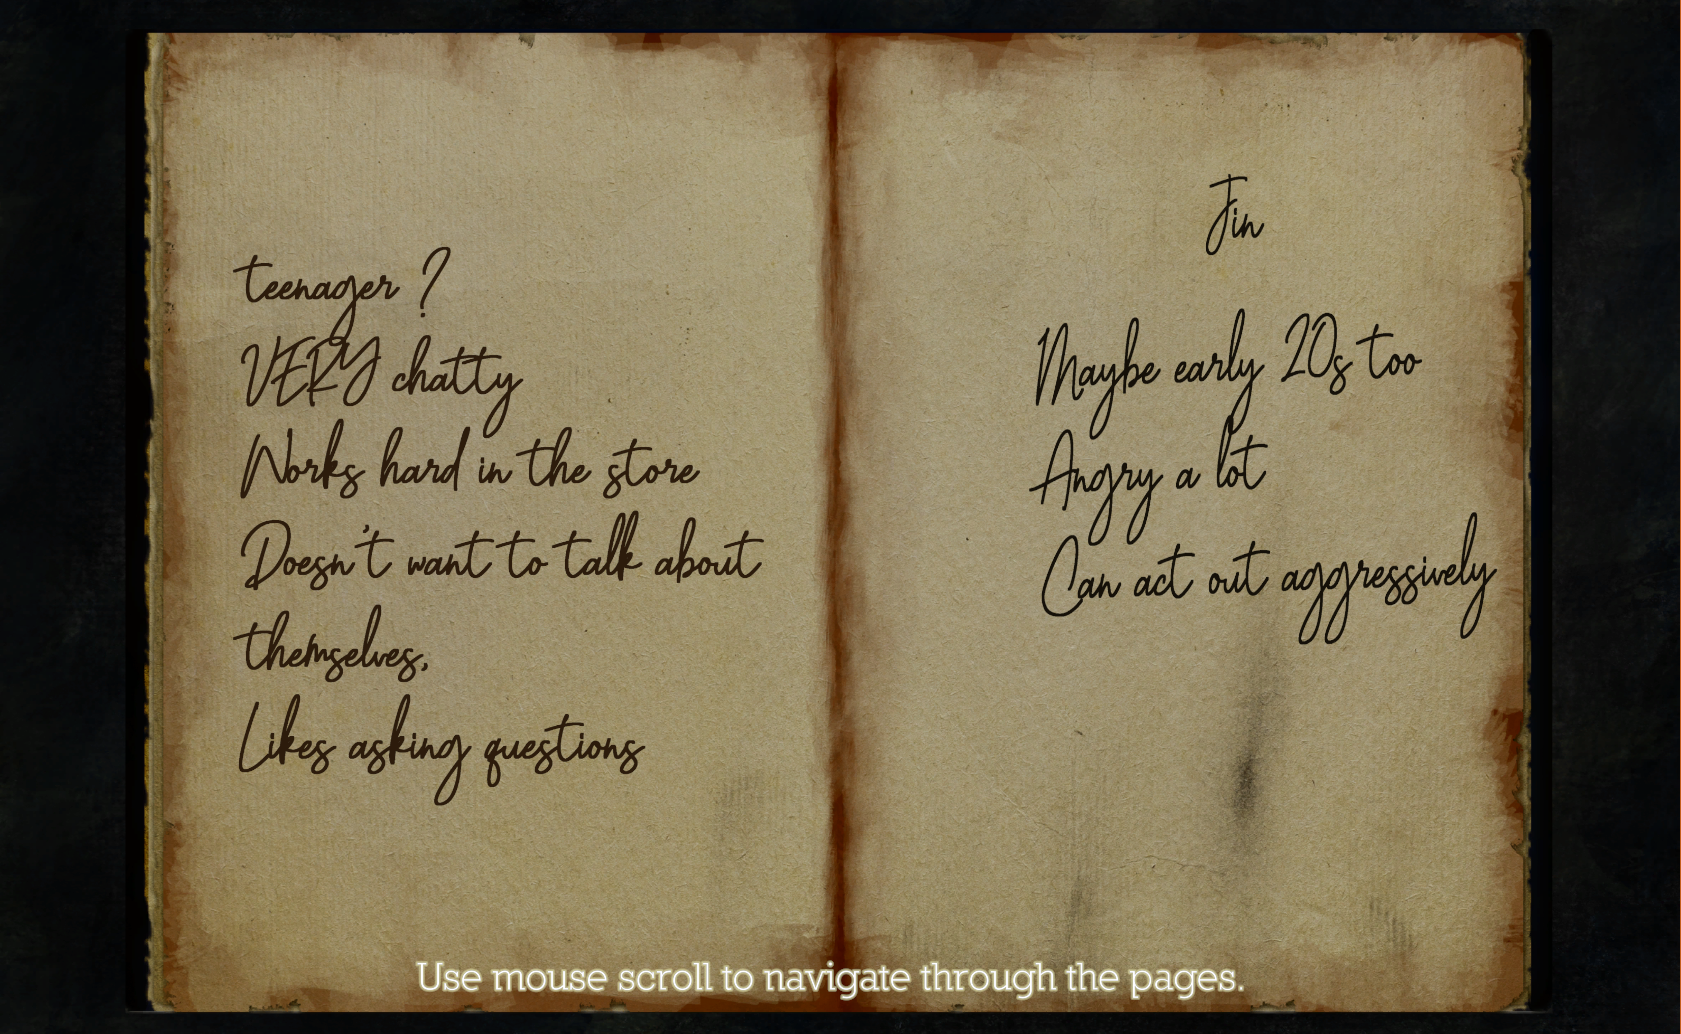 teenager ?
VERY chatty
Works hard in the store
Doesn't want to talk about
themselves,
Likes asking questions
Jin
Maybe early 20s too
Angry a lot
Can act out aggressively
Use mouse scroll to navigate through the pages.